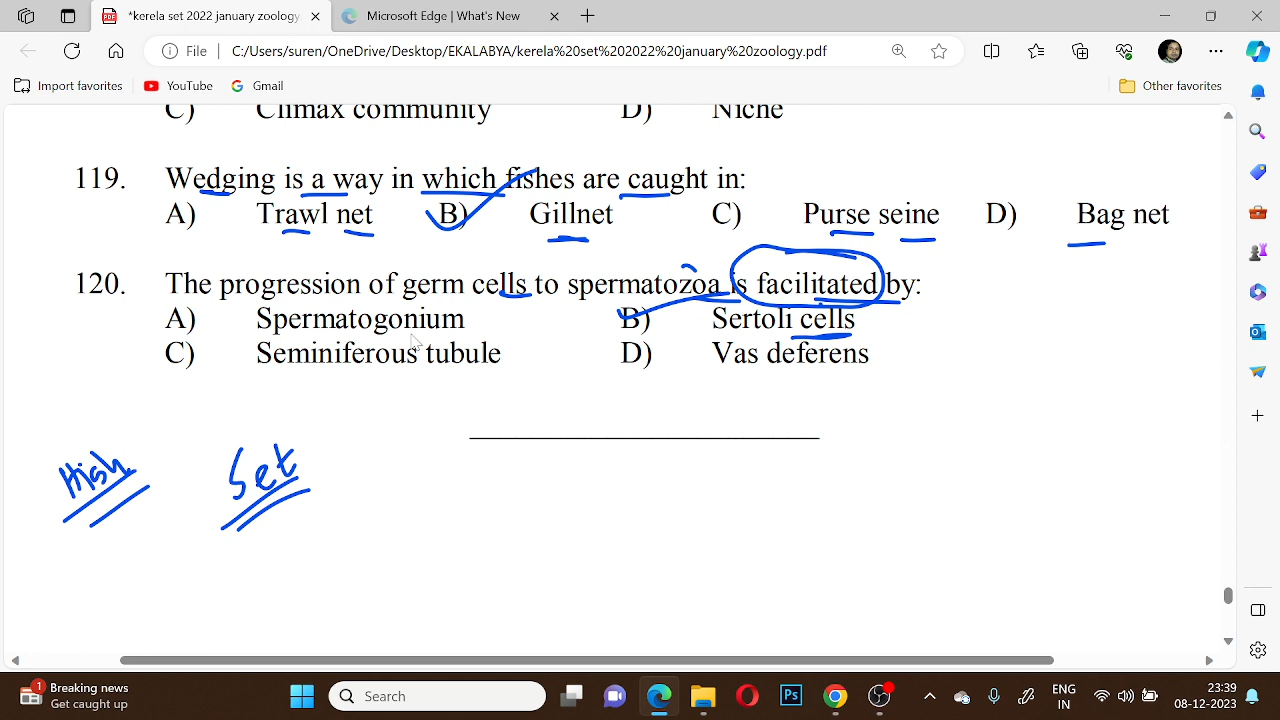 *kerela set 2022 january zoology
Microsoft Edge | What's New
File
C:/Users/suren/OneDrive/Desktop/EKALABYA/kerela%20set%202022%20january%20zoology.pdf
Import favorites
YouTube
Gmail
Other favorites
C) Climax community D) Niche
119. Wedging is a way in which fishes are caught in:
A) Trawl net B) Gillnet C) Purse seine D) Bag net
120. The progression of germ cells to spermatozoa is facilitated by:
A) Spermatogonium B) Sertoli cells
C) Seminiferous tubule D) Vas deferens
Set
1
Breaking news
Get caught up
Search
ENG
IN
23:39
08-12-2023